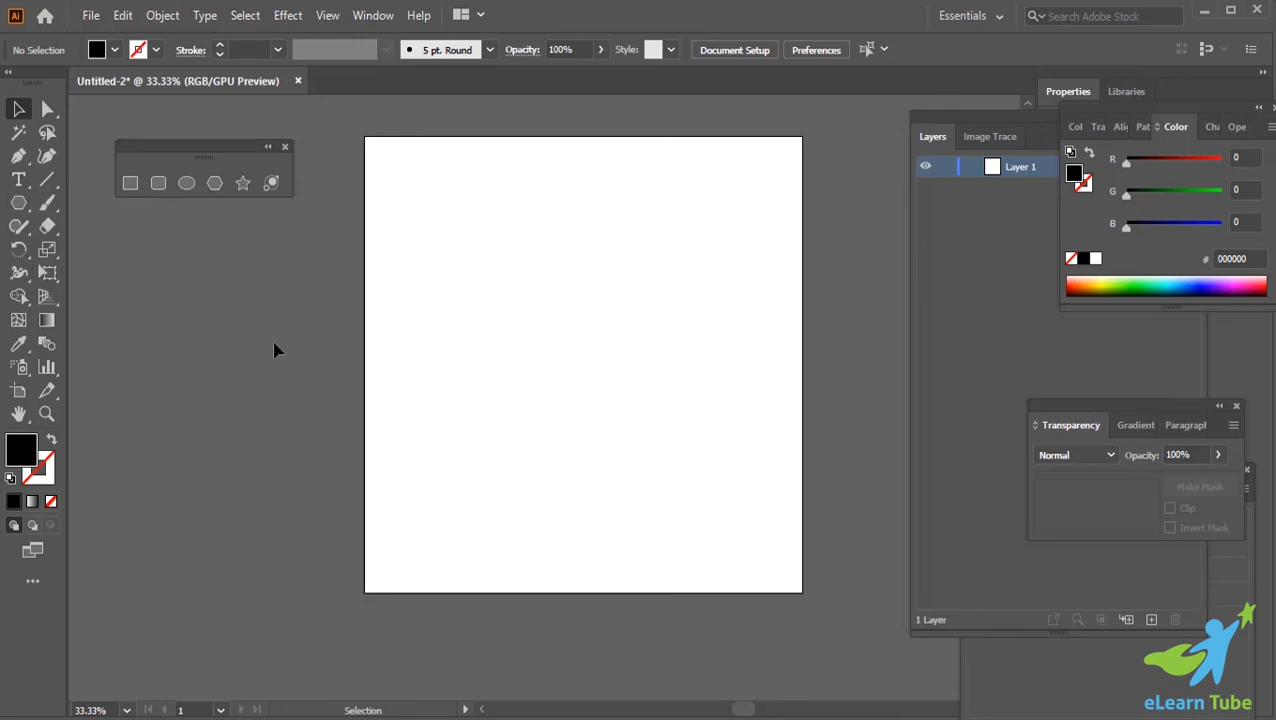 Ai File Edit Object Type Select Effect View Window Help Essentials Search Adobe Stock
No Selection Stroke: 5 pt. Round Opacity: 100% Style: Document Setup Preferences
Untitled-2* @ 33.33% (RGB/GPU Preview)
Properties Libraries
Layers Image Trace
Layer 1
Col Tra Ali Pat Color Cha Ope
R 0
G 0
B 0
# 000000
Transparency Gradient Paragraph
Normal Opacity: 100%
Make Mask
Clip
Invert Mask
1 Layer
33.33% 1 Selection
eLearn Tube